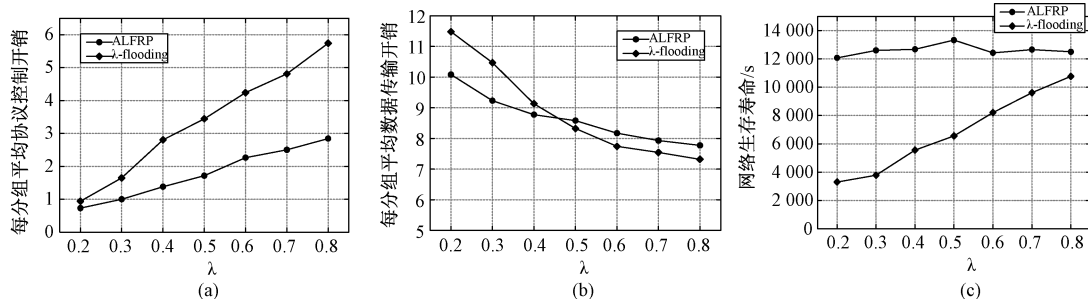 每分组平均协议控制开销
6
5
4
3
2
1
0
ALFRP
λ-flooding
0.2 0.3 0.4 0.5 0.6 0.7 0.8
λ
(a)
每分组平均数据传输开销
12
11
10
9
8
7
6
5
ALFRP
λ-flooding
0.2 0.3 0.4 0.5 0.6 0.7 0.8
λ
(b)
网络生存寿命/s
14 000
12 000
10 000
8 000
6 000
4 000
2 000
0
ALFRP
λ-flooding
0.2 0.3 0.4 0.5 0.6 0.7 0.8
λ
(c)